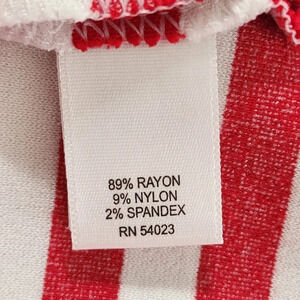 89% RAYON
9% NYLON
2% SPANDEX
RN 54023